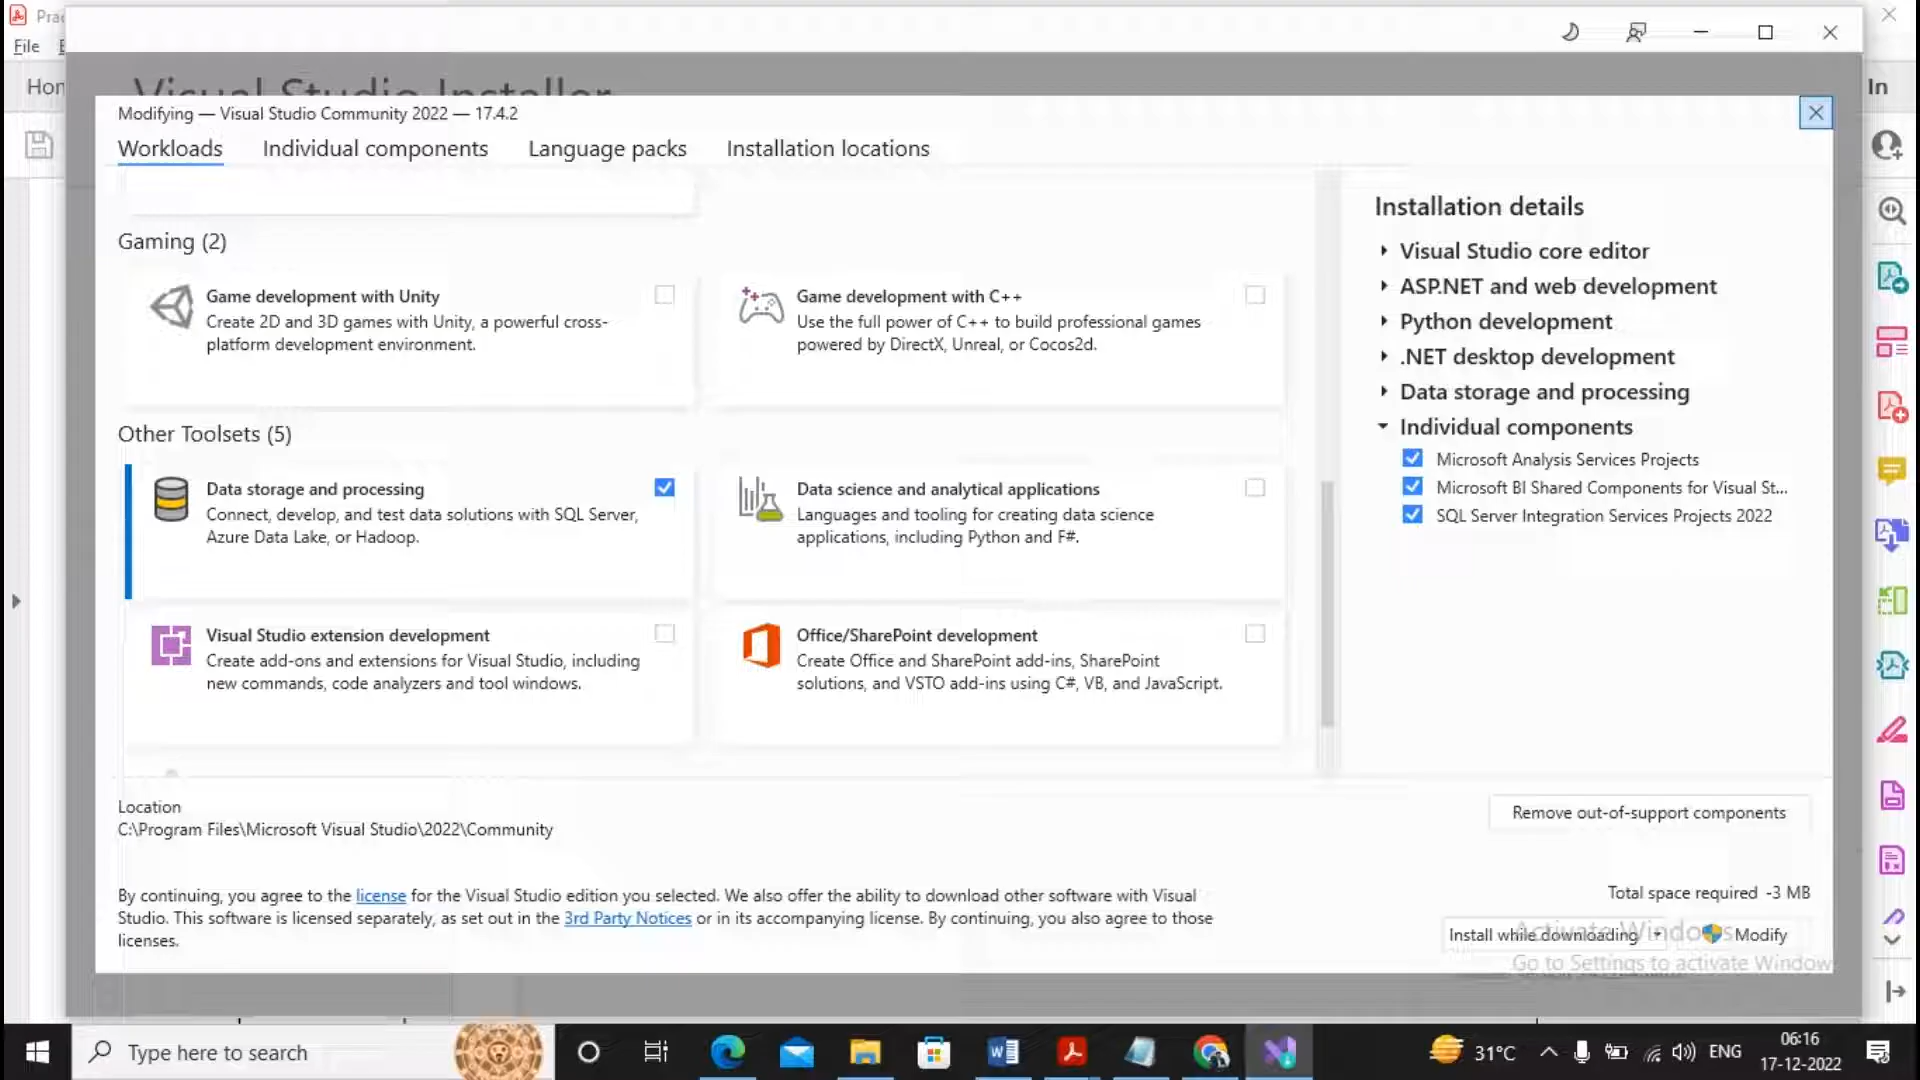 Prac
File E
Hom
In
Visual Studio Installer
Modifying — Visual Studio Community 2022 — 17.4.2
Workloads Individual components Language packs Installation locations
Gaming (2)
Game development with Unity
Create 2D and 3D games with Unity, a powerful cross-
platform development environment.
Game development with C++
Use the full power of C++ to build professional games
powered by DirectX, Unreal, or Cocos2d.
Other Toolsets (5)
Data storage and processing
Connect, develop, and test data solutions with SQL Server,
Azure Data Lake, or Hadoop.
Data science and analytical applications
Languages and tooling for creating data science
applications, including Python and F#.
Visual Studio extension development
Create add-ons and extensions for Visual Studio, including
new commands, code analyzers and tool windows.
Office/SharePoint development
Create Office and SharePoint add-ins, SharePoint
solutions, and VSTO add-ins using C#, VB, and JavaScript.
Installation details
Visual Studio core editor
ASP.NET and web development
Python development
.NET desktop development
Data storage and processing
Individual components
Microsoft Analysis Services Projects
Microsoft BI Shared Components for Visual St...
SQL Server Integration Services Projects 2022
Location
C:\Program Files\Microsoft Visual Studio\2022\Community
Remove out-of-support components
By continuing, you agree to the license for the Visual Studio edition you selected. We also offer the ability to download other software with Visual
Studio. This software is licensed separately, as set out in the 3rd Party Notices or in its accompanying license. By continuing, you also agree to those
licenses.
Total space required -3 MB
Install while downloading Modify
Activate Windows
Go to Settings to activate Window
Type here to search
31°C ENG
06:16
17-12-2022